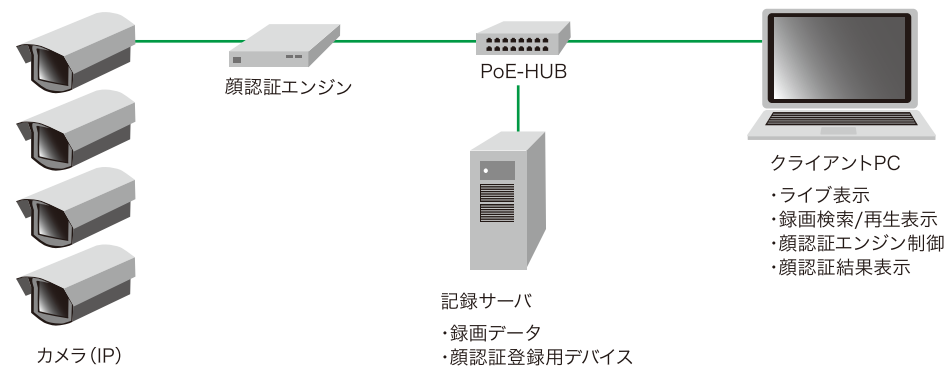 顔認証エンジン
PoE-HUB
クライアントPC
・ライブ表示
・録画検索/再生表示
・顔認証エンジン制御
・顔認証結果表示
記録サーバ
・録画データ
・顔認証登録用デバイス
カメラ（IP）